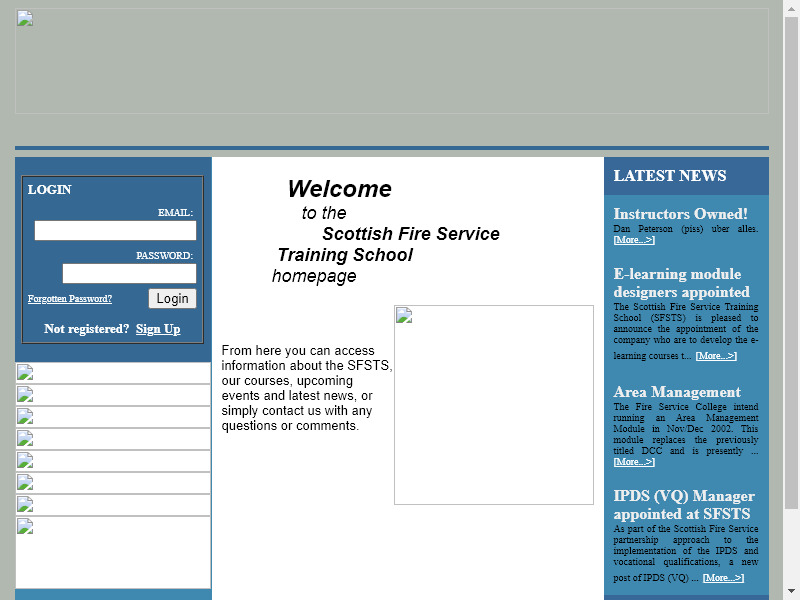 LOGIN
EMAIL:
PASSWORD:
Forgotten Password? Login
Not registered? Sign Up
Welcome
to the
Scottish Fire Service
Training School
homepage
From here you can access
information about the SFSTS,
our courses, upcoming
events and latest news, or
simply contact us with any
questions or comments.
LATEST NEWS
Instructors Owned!
Dan Peterson (piss) uber alles.
[More...>]
E-learning module
designers appointed
The Scottish Fire Service Training
School (SFSTS) is pleased to
announce the appointment of the
company who are to develop the e-
learning courses t... [More...>]
Area Management
The Fire Service College intend
running an Area Management
Module in Nov/Dec 2002. This
module replaces the previously
titled DCC and is presently ...
[More...>]
IPDS (VQ) Manager
appointed at SFSTS
As part of the Scottish Fire Service
partnership approach to the
implementation of the IPDS and
vocational qualifications, a new
post of IPDS (VQ) ... [More...>]